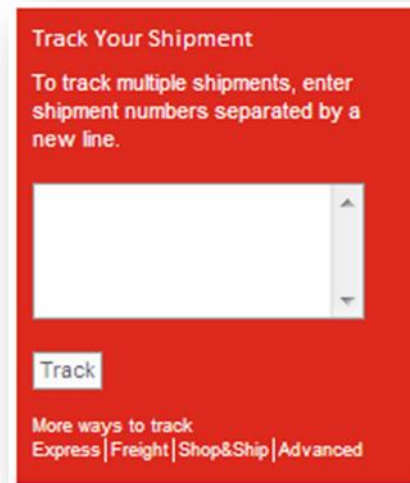 Track Your Shipment
To track multiple shipments, enter
shipment numbers separated by a
new line.
Track
More ways to track
Express|Freight|Shop&Ship|Advanced